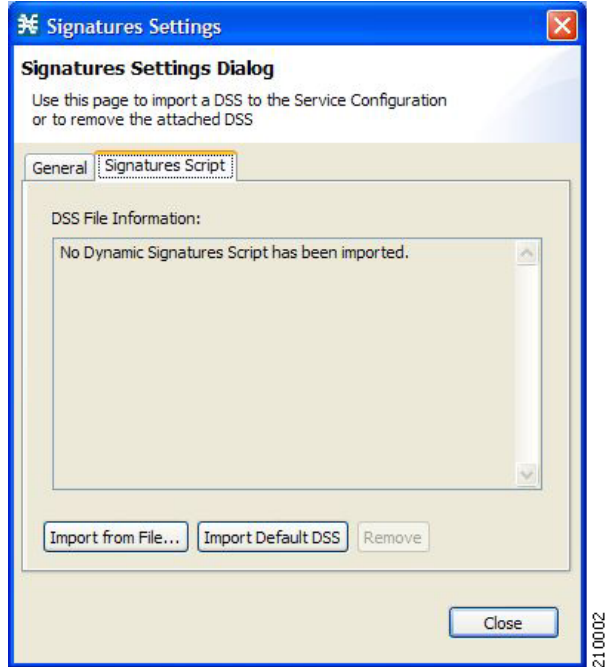 Signatures Settings
Signatures Settings Dialog
Use this page to import a DSS to the Service Configuration
or to remove the attached DSS
General
Signatures Script
DSS File Information:
No Dynamic Signatures Script has been imported.
Import from File...
Import Default DSS
Remove
Close
210002